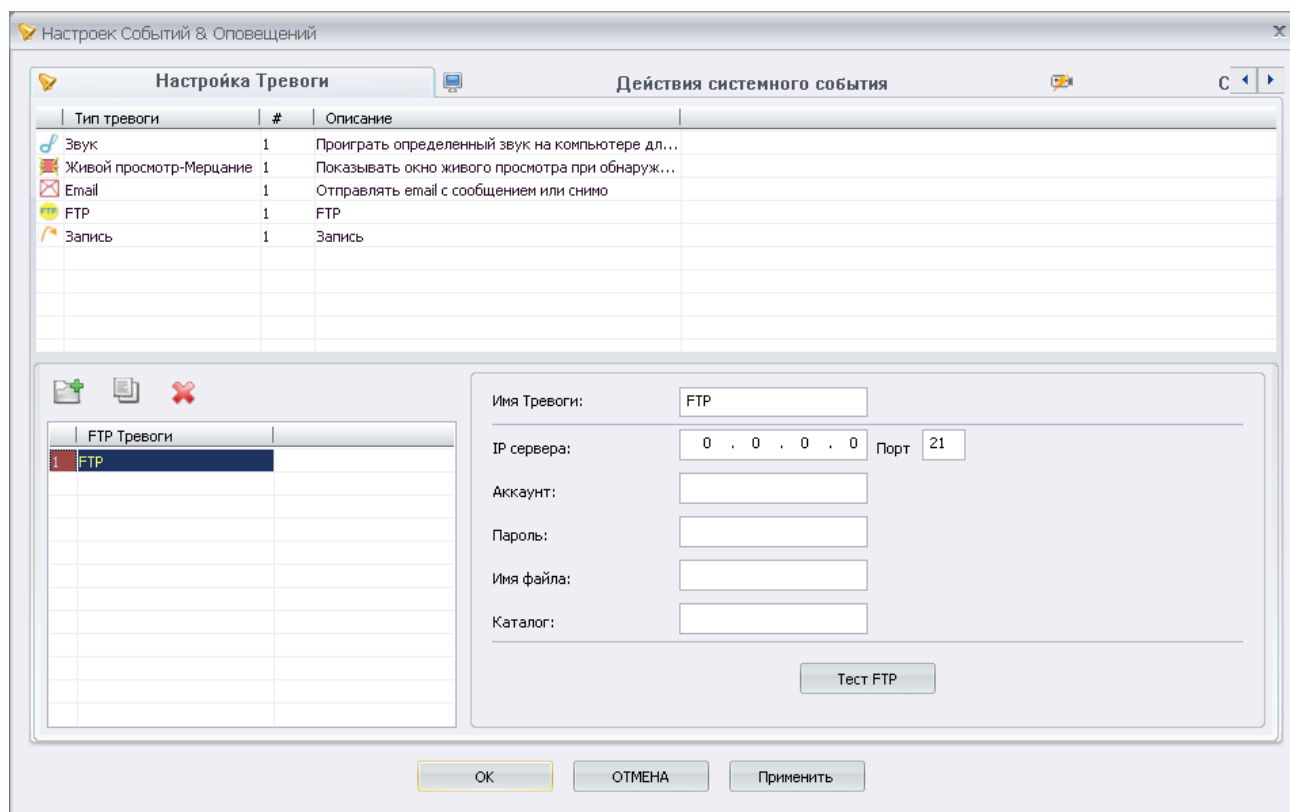 Настроек Событий & Оповещений
Настройка Тревоги Действия системного события С
Тип тревоги # Описание
Звук 1 Проиграть определенный звук на компьютере дл...
Живой просмотр-Мерцание 1 Показывать окно живого просмотра при обнаруж...
Email 1 Отправлять email с сообщением или снимо
FTP FTP 1 FTP
Запись 1 Запись
FTP Тревоги
1 FTP
Имя Тревоги: FTP
IP сервера: 0 . 0 . 0 . 0 Порт 21
Аккаунт:
Пароль:
Имя файла:
Каталог:
Тест FTP
OK ОТМЕНА Применить